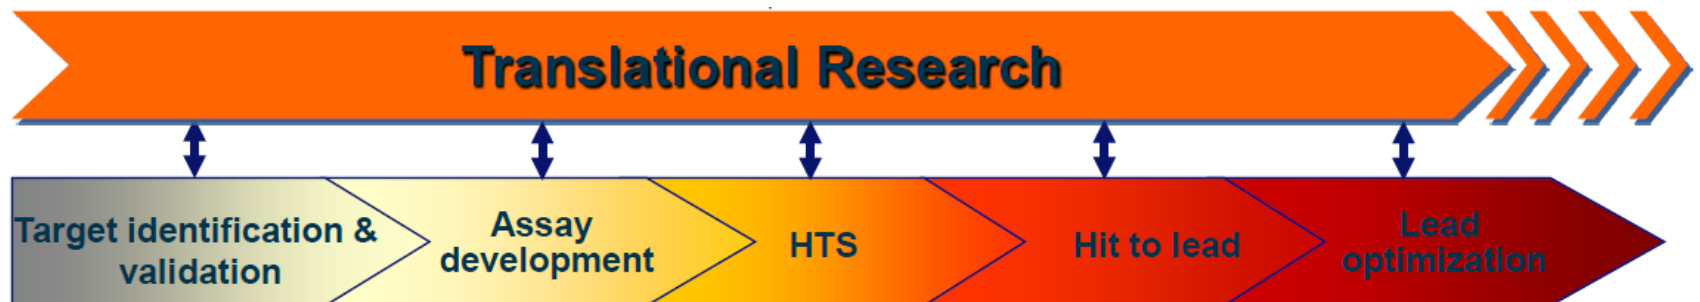 Translational Research
Target identification &
validation
Assay
development
HTS
Hit to lead
Lead
optimization